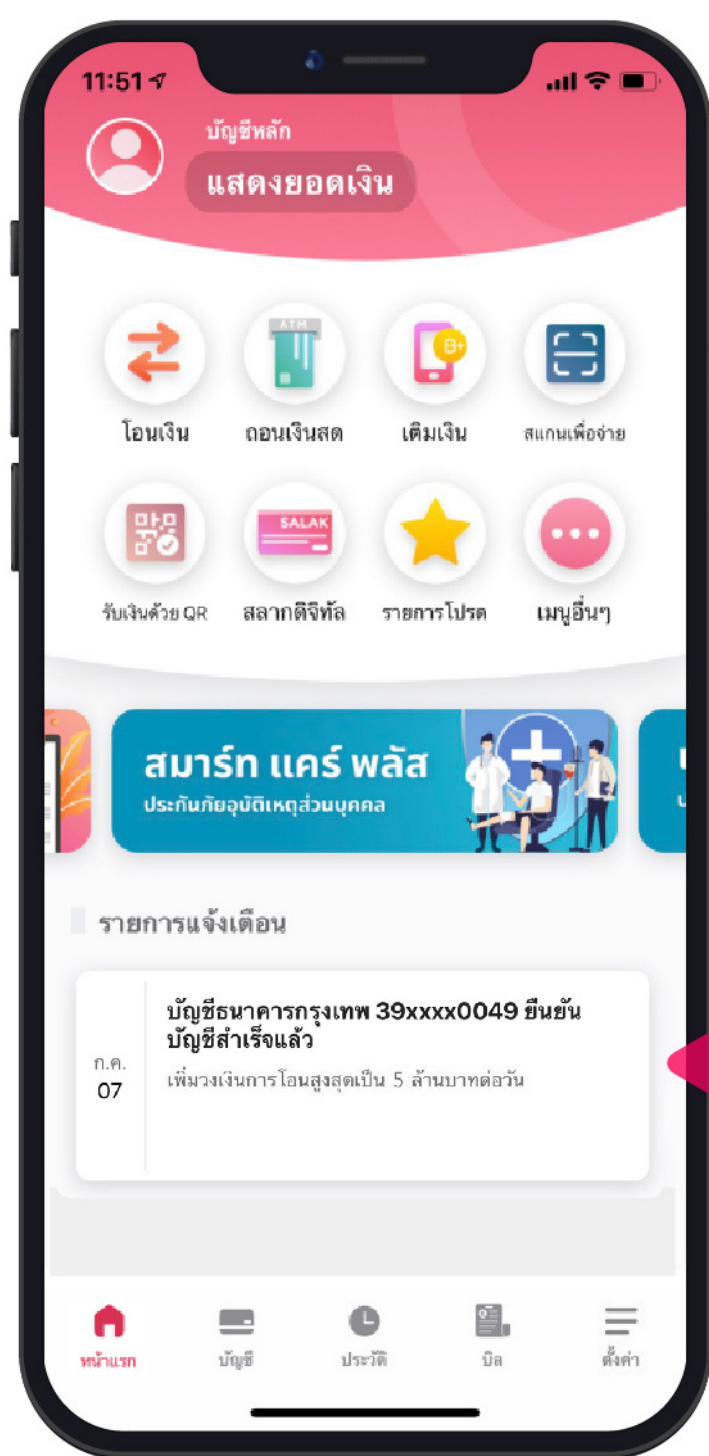 11:51
บัญชีหลัก
แสดงยอดเงิน
ATM
B+
โอนเงิน ถอนเงินสด เติมเงิน สแกนเพื่อจ่าย
SALAK
รับเงินด้วย QR สลากดิจิทัล รายการโปรด เมนูอื่นๆ
สมาร์ท แคร์ พลัส
ประกันภัยอุบัติเหตุส่วนบุคคล
รายการแจ้งเตือน
บัญชีธนาคารกรุงเทพ 39xxxx0049 ยืนยัน
บัญชีสำเร็จแล้ว
ก.ค.
07
เพิ่มวงเงินการโอนสูงสุดเป็น 5 ล้านบาทต่อวัน
หน้าแรก บัญชี ประวัติ บิล ตั้งค่า